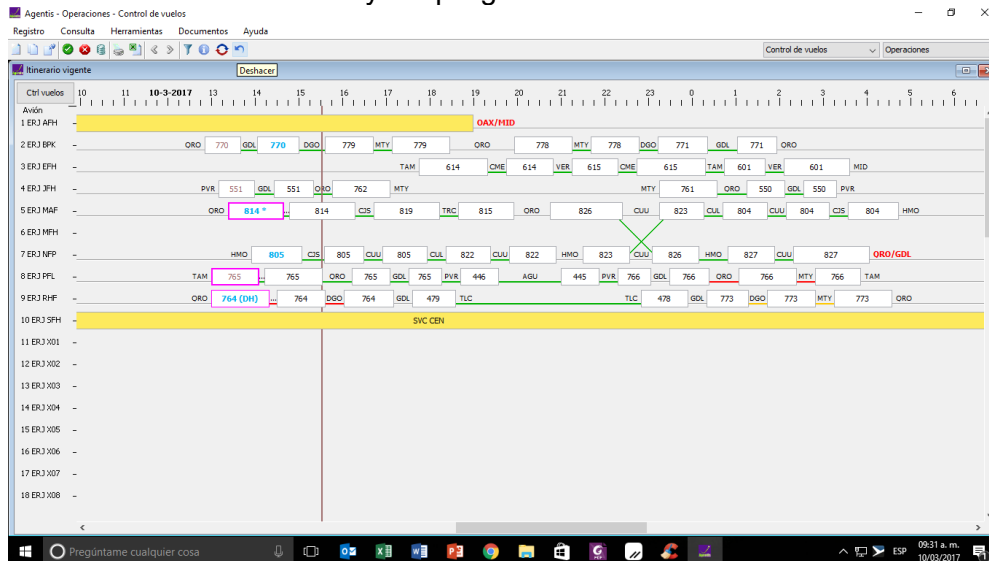 Agentis - Operaciones - Control de vuelos
Registro Consulta Herramientas Documentos Ayuda
Control de vuelos Operaciones
Itinerario vigente
Deshacer
Ctrl vuelos 10 11 10-3-2017 13 14 15 16 17 18 19 20 21 22 23 0 1 2 3 4 5 6
Avión
1 ERJ AFH - OAX/MID
2 ERJ BPK - QRO 770 GDL 770 DGO 779 MTY 779 QRO 778 MTY 778 DGO 771 GDL 771 QRO
3 ERJ EFH - TAM 614 CME 614 VER 615 CME 615 TAM 601 VER 601 MID
4 ERJ JFH - PVR 551 GDL 551 QRO 762 MTY MTY 761 QRO 550 GDL 550 PVR
5 ERJ MAF - QRO 814 * ... 814 CJS 819 TRC 815 QRO 826 CUU 823 CUL 804 CUU 804 CJS 804 HMO
6 ERJ MFH -
7 ERJ NFP - HMO 805 CJS 805 CUU 805 CUL 822 CUU 822 HMO 823 CUU 826 HMO 827 CUU 827 QRO/GDL
8 ERJ PFL - TAM 765 ... 765 QRO 765 GDL 765 PVR 446 AGU 445 PVR 766 GDL 766 QRO 766 MTY 766 TAM
9 ERJ RHF - QRO 764 (DH) ... 764 DGO 764 GDL 479 TLC TLC 478 GDL 773 DGO 773 MTY 773 QRO
10 ERJ SFH - SVC CEN
11 ERJ X01 -
12 ERJ X02 -
13 ERJ X03 -
14 ERJ X04 -
15 ERJ X05 -
16 ERJ X06 -
17 ERJ X07 -
18 ERJ X08 -
Pregúntame cualquier cosa
ESP
09:31 a. m.
10/03/2017